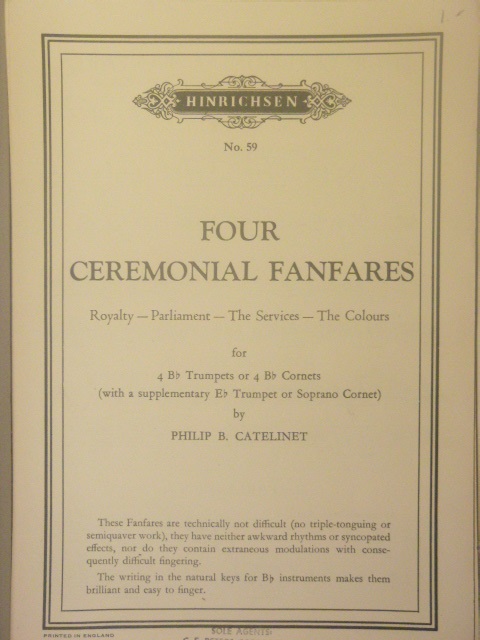 HINRICHSEN
No. 59
FOUR
CEREMONIAL FANFARES
Royalty — Parliament — The Services — The Colours
for
4 B♭ Trumpets or 4 B♭ Cornets
(with a supplementary E♭ Trumpet or Soprano Cornet)
by
PHILIP B. CATELINET
These Fanfares are technically not difficult (no triple-tonguing or
semiquaver work), they have neither awkward rhythms or syncopated
effects, nor do they contain extraneous modulations with conse-
quently difficult fingering.
The writing in the natural keys for B♭ instruments makes them
brilliant and easy to finger.
PRINTED IN ENGLAND
SOLE AGENTS: